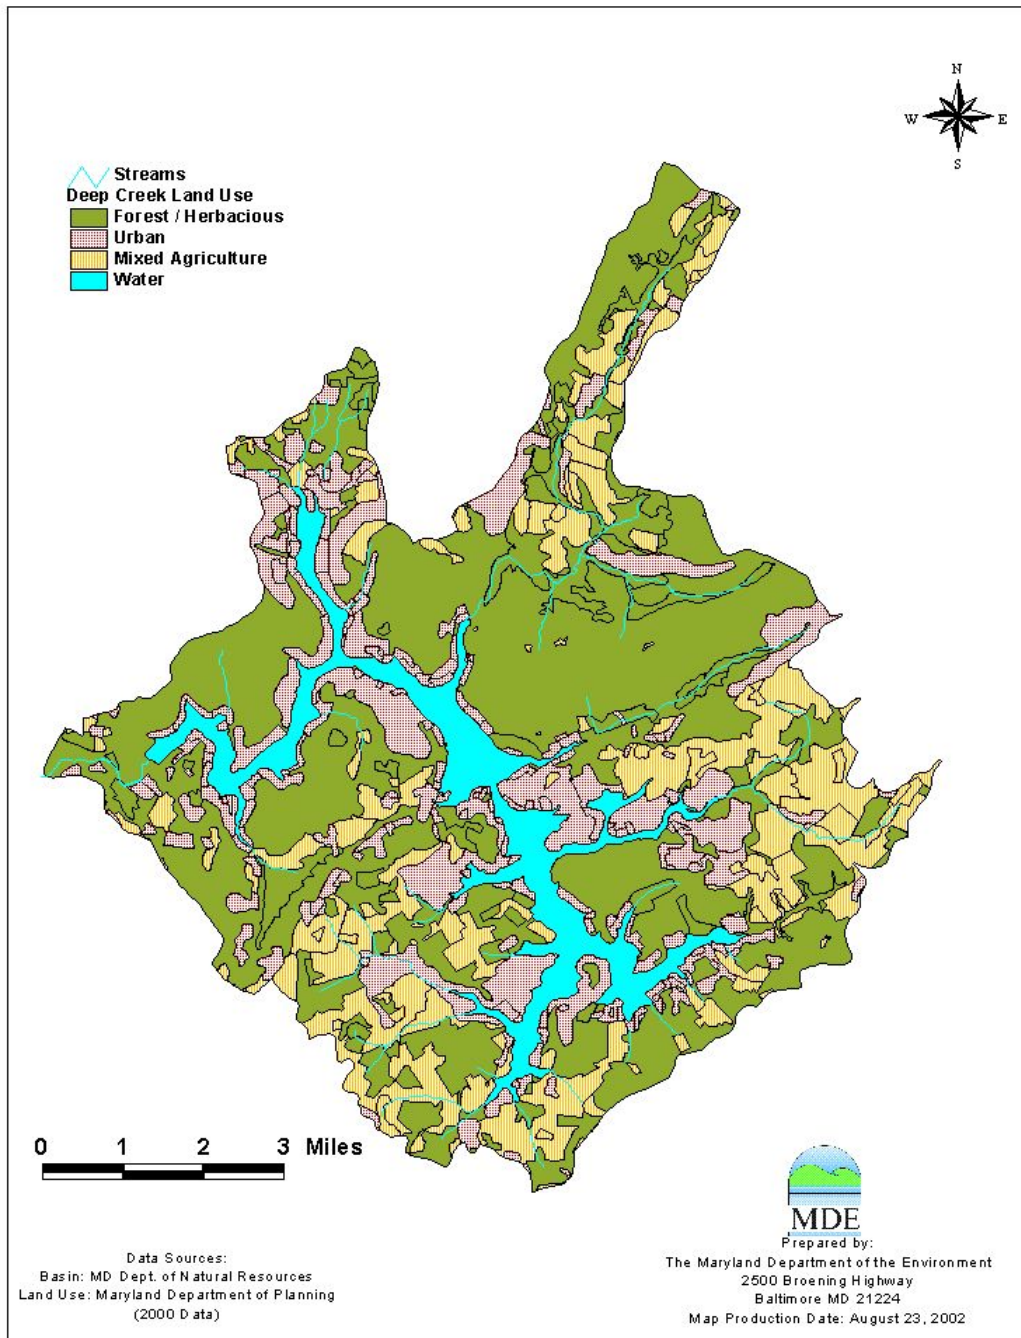 N
W E
S
Streams
Deep Creek Land Use
Forest / Herbacious
Urban
Mixed Agriculture
Water
0 1 2 3 Miles
MDE
Data Sources:
Basin: MD Dept. of Natural Resources
Land Use: Maryland Department of Planning
(2000 Data)
Prepared by:
The Maryland Department of the Environment
2500 Broening Highway
Baltimore MD 21224
Map Production Date: August 23, 2002